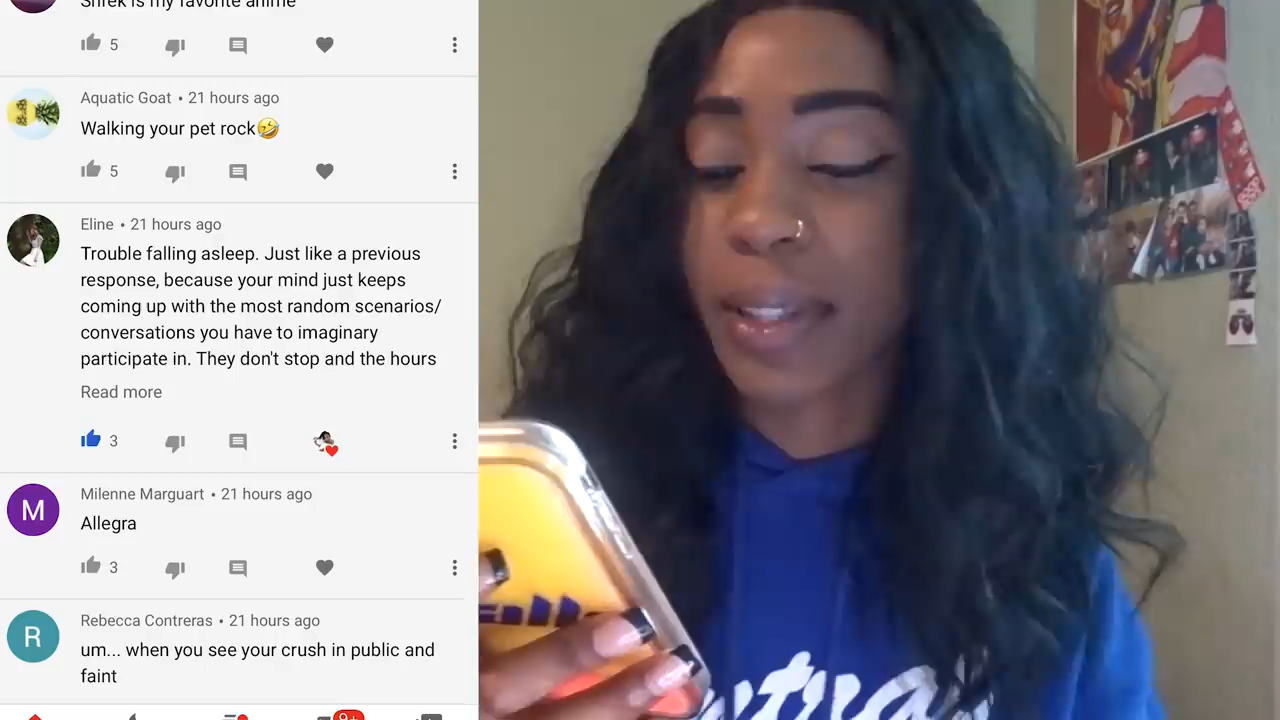 Shrek is my favorite anime
5
Aquatic Goat • 21 hours ago
Walking your pet rock🤣
5
Eline • 21 hours ago
Trouble falling asleep. Just like a previous
response, because your mind just keeps
coming up with the most random scenarios/
conversations you have to imaginary
participate in. They don't stop and the hours
Read more
3
M
Milenne Marguart • 21 hours ago
Allegra
3
R
Rebecca Contreras • 21 hours ago
um... when you see your crush in public and
faint
9+